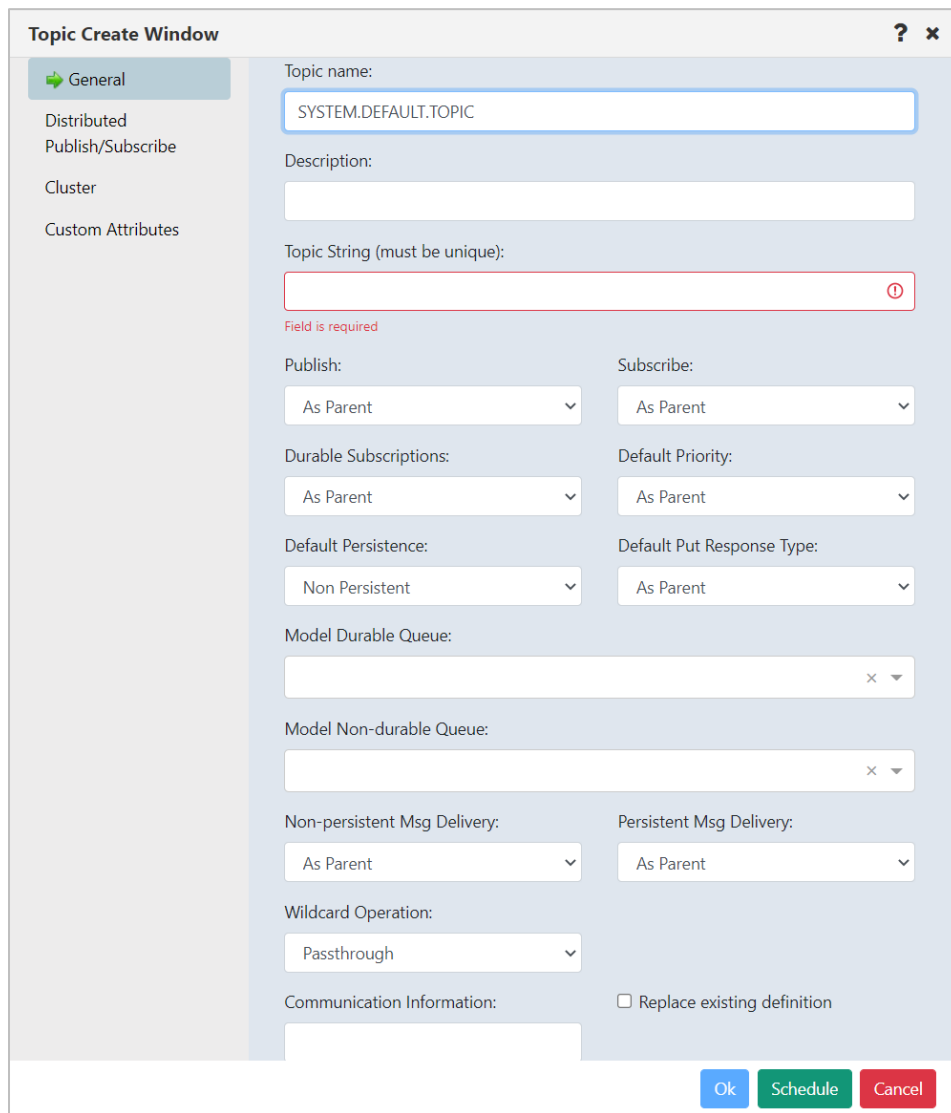 Topic Create Window
?
General
Distributed
Publish/Subscribe
Cluster
Custom Attributes
Topic name:
SYSTEM.DEFAULT.TOPIC
Description:
Topic String (must be unique):
Field is required
Publish:
Subscribe:
As Parent
As Parent
Durable Subscriptions:
Default Priority:
As Parent
As Parent
Default Persistence:
Default Put Response Type:
Non Persistent
As Parent
Model Durable Queue:
Model Non-durable Queue:
Non-persistent Msg Delivery:
Persistent Msg Delivery:
As Parent
As Parent
Wildcard Operation:
Passthrough
Communication Information:
Replace existing definition
Ok
Schedule
Cancel